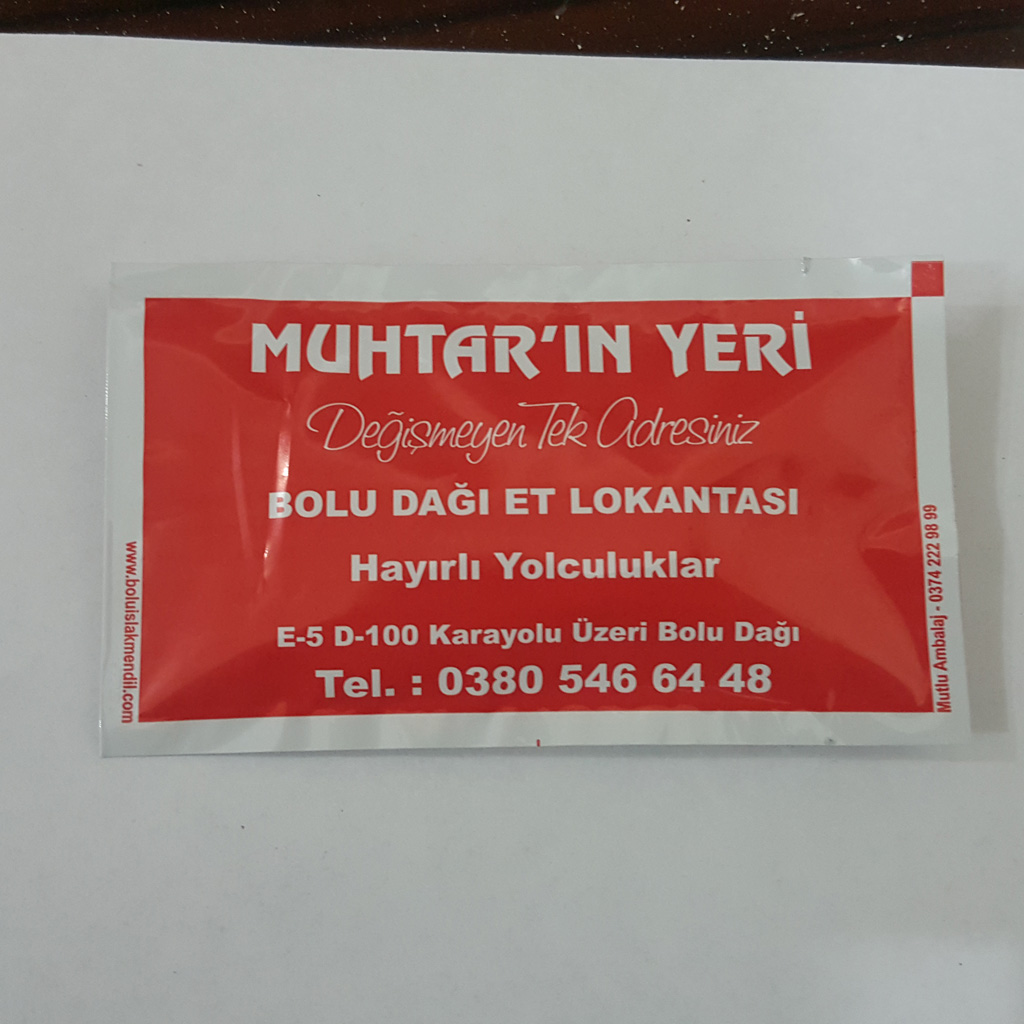 MUHTAR'IN YERİ
Değişmeyen Tek Adresiniz
BOLU DAĞI ET LOKANTASI
Hayırlı Yolculuklar
E-5 D-100 Karayolu Üzeri Bolu Dağı
Tel. : 0380 546 64 48
www.boluislakmendil.com
Mutlu Ambalaj - 0374 222 98 99